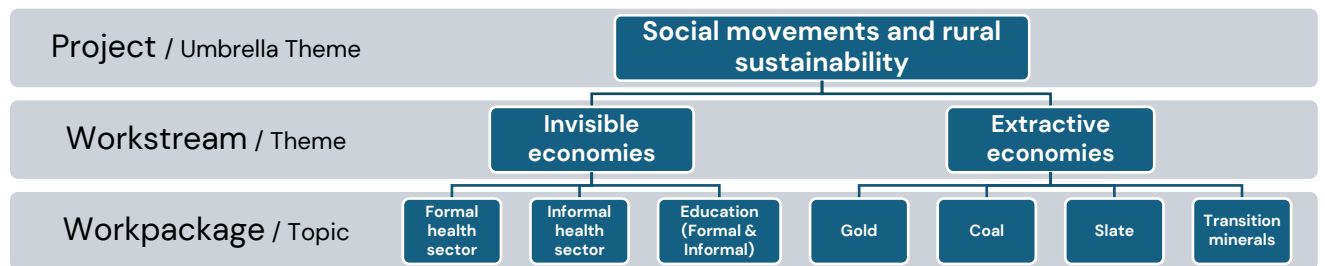 Project / Umbrella Theme
Social movements and rural
sustainability
Workstream / Theme
Invisible
economies
Extractive
economies
Workpackage / Topic
Formal
health
sector
Informal
health
sector
Education
(Formal &
Informal)
Gold
Coal
Slate
Transition
minerals